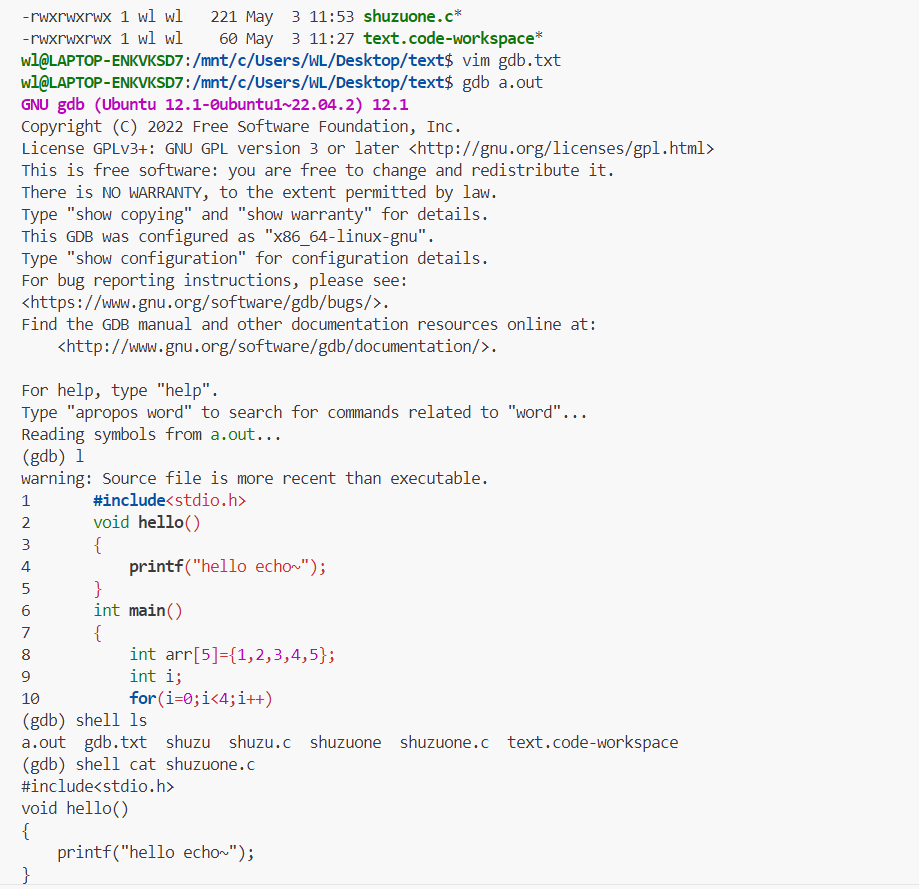 -rwxrwxrwx 1 wl wl   221 May  3 11:53 shuzuone.c*
-rwxrwxrwx 1 wl wl    60 May  3 11:27 text.code-workspace*
wl@LAPTOP-ENKVKSD7:/mnt/c/Users/WL/Desktop/text$ vim gdb.txt
wl@LAPTOP-ENKVKSD7:/mnt/c/Users/WL/Desktop/text$ gdb a.out
GNU gdb (Ubuntu 12.1-0ubuntu1~22.04.2) 12.1
Copyright (C) 2022 Free Software Foundation, Inc.
License GPLv3+: GNU GPL version 3 or later <http://gnu.org/licenses/gpl.html>
This is free software: you are free to change and redistribute it.
There is NO WARRANTY, to the extent permitted by law.
Type "show copying" and "show warranty" for details.
This GDB was configured as "x86_64-linux-gnu".
Type "show configuration" for configuration details.
For bug reporting instructions, please see:
<https://www.gnu.org/software/gdb/bugs/>.
Find the GDB manual and other documentation resources online at:
    <http://www.gnu.org/software/gdb/documentation/>.

For help, type "help".
Type "apropos word" to search for commands related to "word"...
Reading symbols from a.out...
(gdb) l
warning: Source file is more recent than executable.
1       #include<stdio.h>
2       void hello()
3       {
4           printf("hello echo~");
5       }
6       int main()
7       {
8           int arr[5]={1,2,3,4,5};
9           int i;
10          for(i=0;i<4;i++)
(gdb) shell ls
a.out  gdb.txt  shuzu  shuzu.c  shuzuone  shuzuone.c  text.code-workspace
(gdb) shell cat shuzuone.c
#include<stdio.h>
void hello()
{
    printf("hello echo~");
}